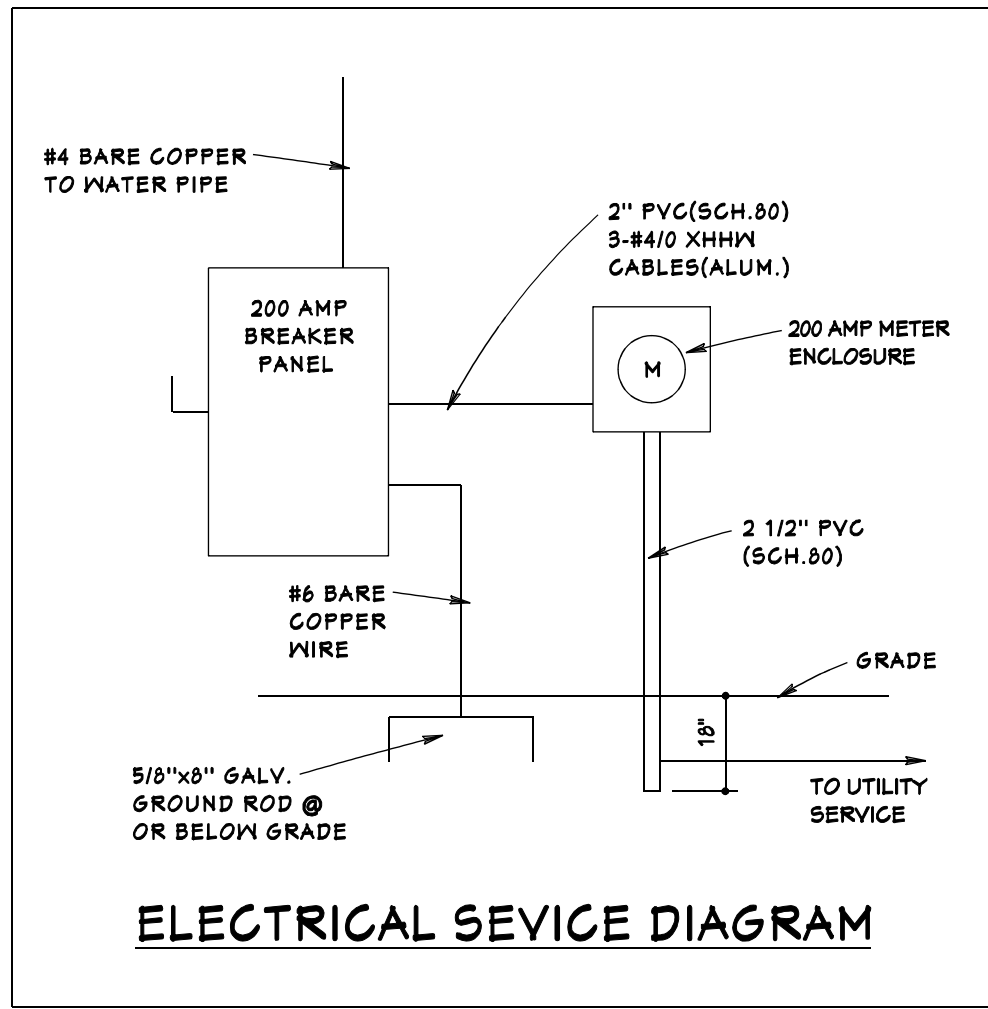 #4 BARE COPPER
TO WATER PIPE
2" PVC(SCH.80)
3-#4/0 XHHW
CABLES(ALUM.)
200 AMP
BREAKER
PANEL
M
200 AMP METER
ENCLOSURE
2 1/2" PVC
(SCH.80)
#6 BARE
COPPER
WIRE
GRADE
18"
5/8"x8" GALV.
GROUND ROD @
OR BELOW GRADE
TO UTILITY
SERVICE
ELECTRICAL SEVICE DIAGRAM